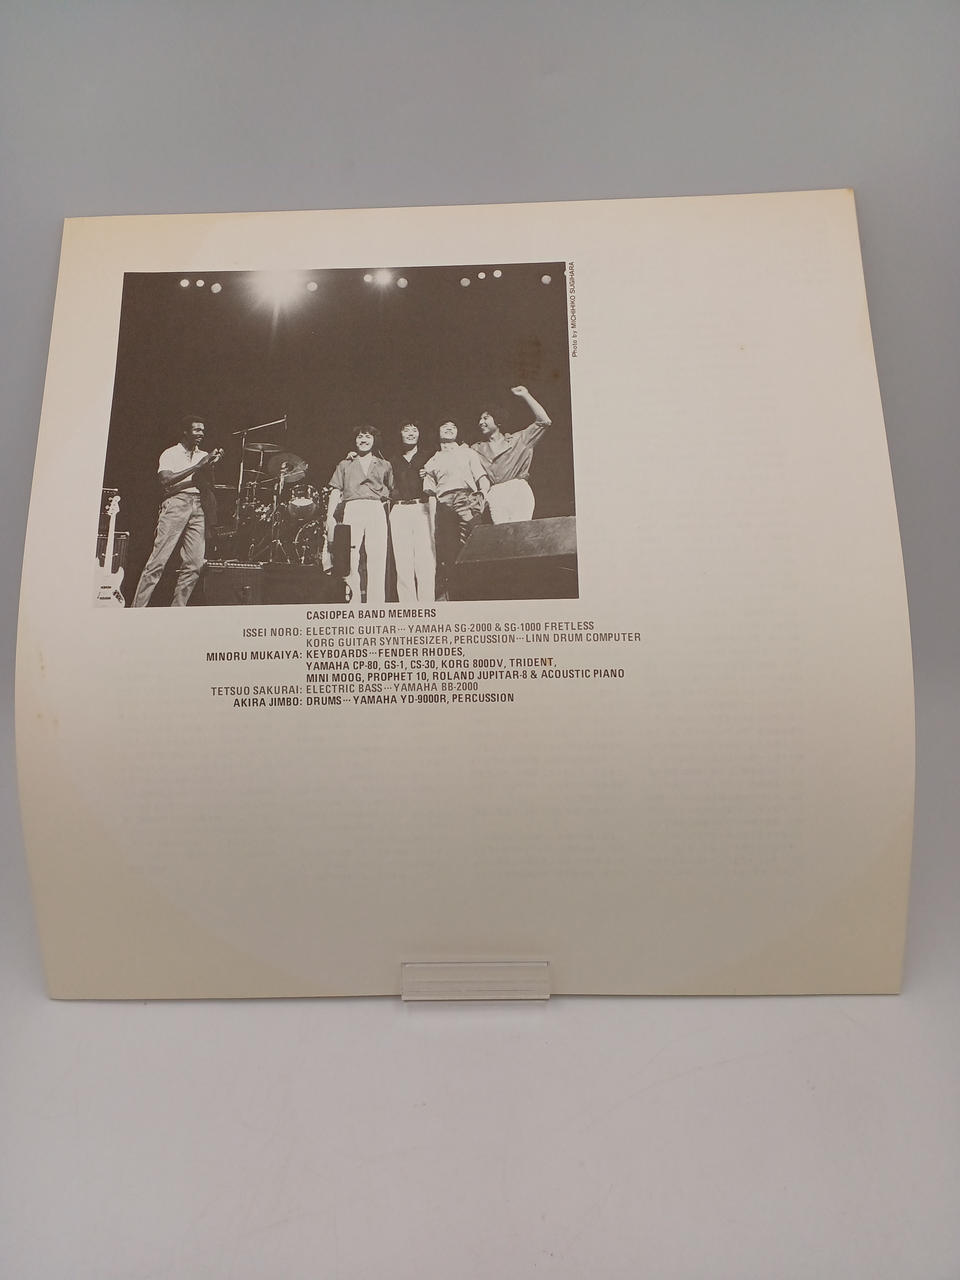 Photo by MICHIHIKO SUGIHARA
CASIOPEA BAND MEMBERS
ISSEI NORO: ELECTRIC GUITAR··· YAMAHA SG-2000 & SG-1000 FRETLESS
KORG GUITAR SYNTHESIZER, PERCUSSION··· LINN DRUM COMPUTER
MINORU MUKAIYA: KEYBOARDS··· FENDER RHODES,
YAMAHA CP-80, GS-1, CS-30, KORG 800DV, TRIDENT,
MINI MOOG, PROPHET 10, ROLAND JUPITAR-8 & ACOUSTIC PIANO
TETSUO SAKURAI: ELECTRIC BASS··· YAMAHA BB-2000
AKIRA JIMBO: DRUMS··· YAMAHA YD-9000R, PERCUSSION